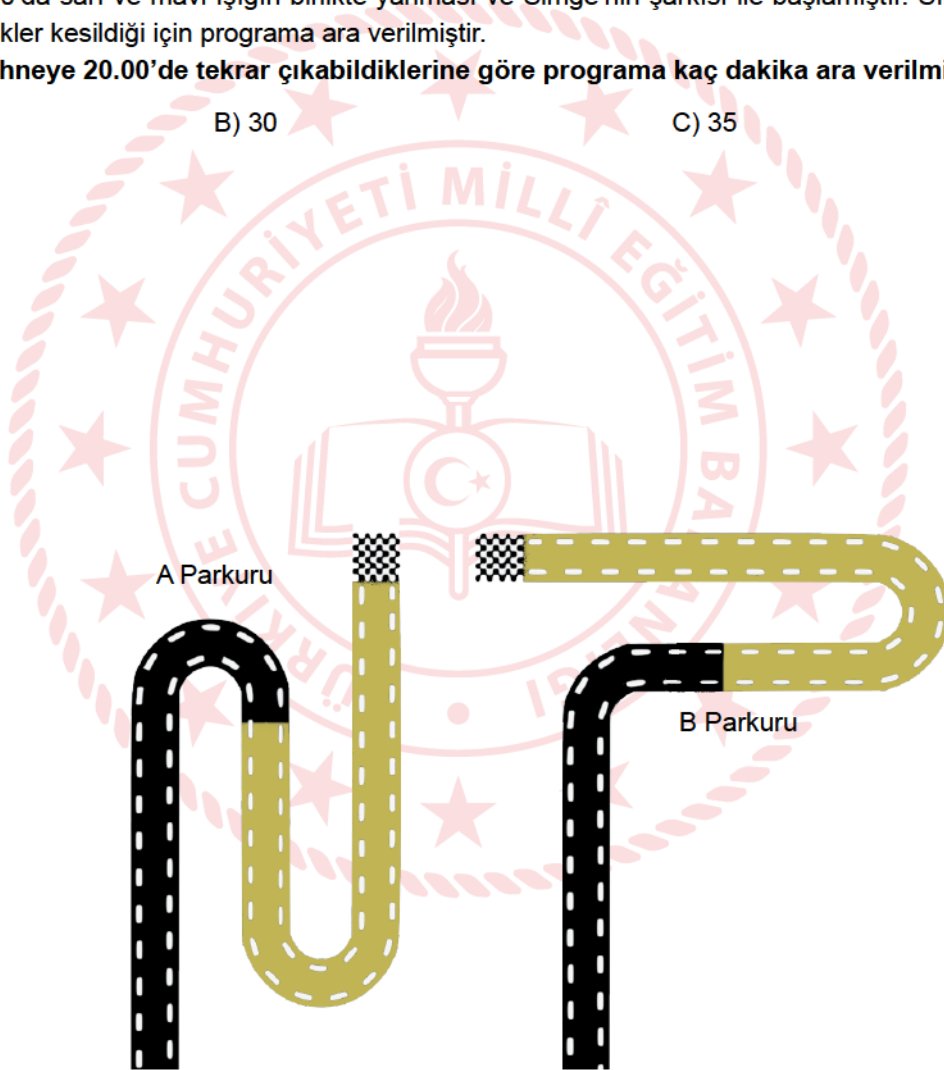 kler kesildiği için programa ara verilmiştir.
hneye 20.00’de tekrar çıkabildiklerine göre programa kaç dakika ara verilmi
B) 30
C) 35
TÜRKİYE CUMHURİYETİ MİLLÎ EĞİTİM BAKANLIĞI
A Parkuru
B Parkuru